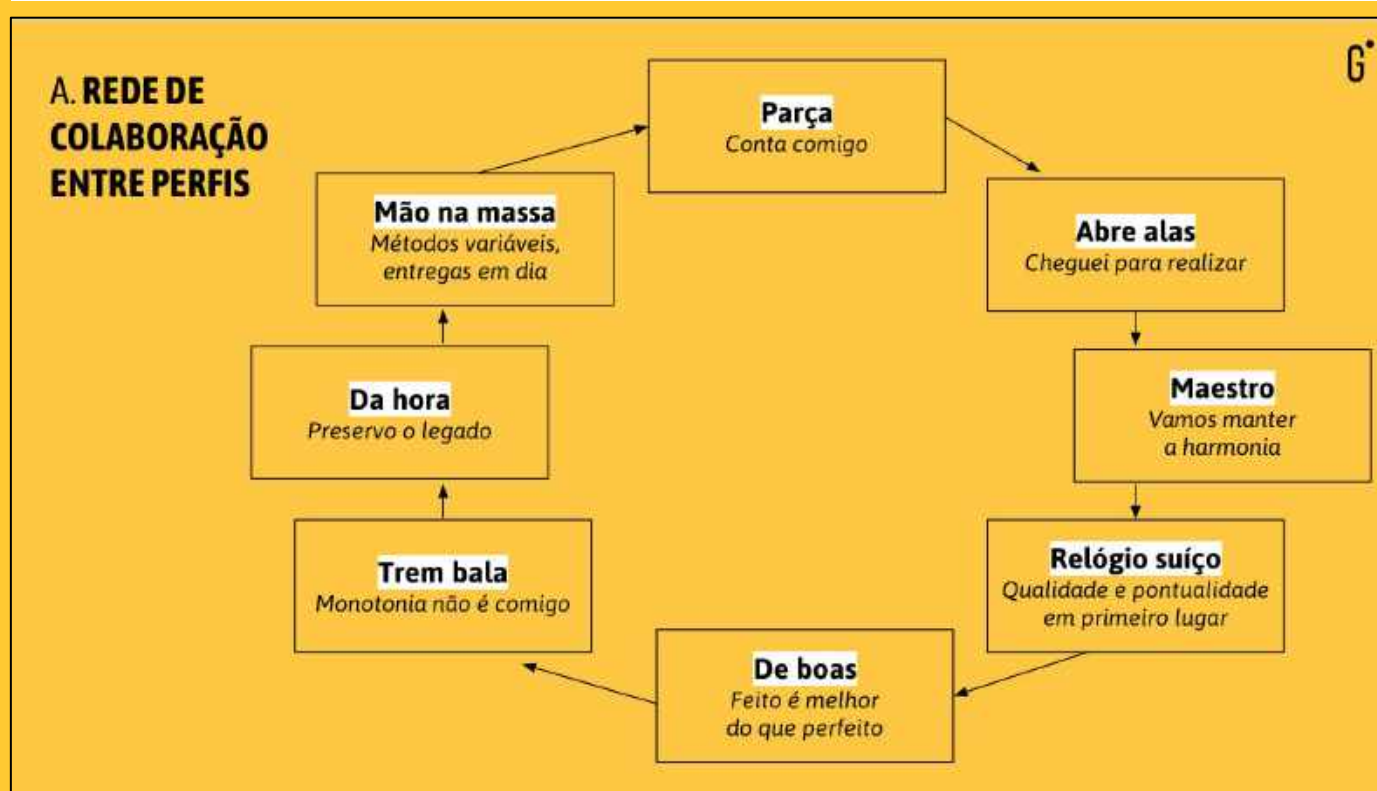 A. REDE DE
COLABORAÇÃO
ENTRE PERFIS
G
Parça
Conta comigo
Abre alas
Cheguei para realizar
Maestro
Vamos manter
a harmonia
Relógio suíço
Qualidade e pontualidade
em primeiro lugar
De boas
Feito é melhor
do que perfeito
Trem bala
Monotonia não é comigo
Da hora
Preservo o legado
Mão na massa
Métodos variáveis,
entregas em dia